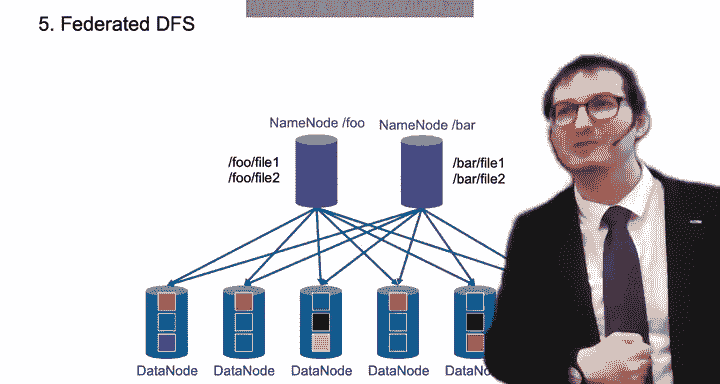 5. Federated DFS
NameNode /foo
NameNode /bar
/foo/file1
/foo/file2
/bar/file1
/bar/file2
DataNode
DataNode
DataNode
DataNode
DataNo